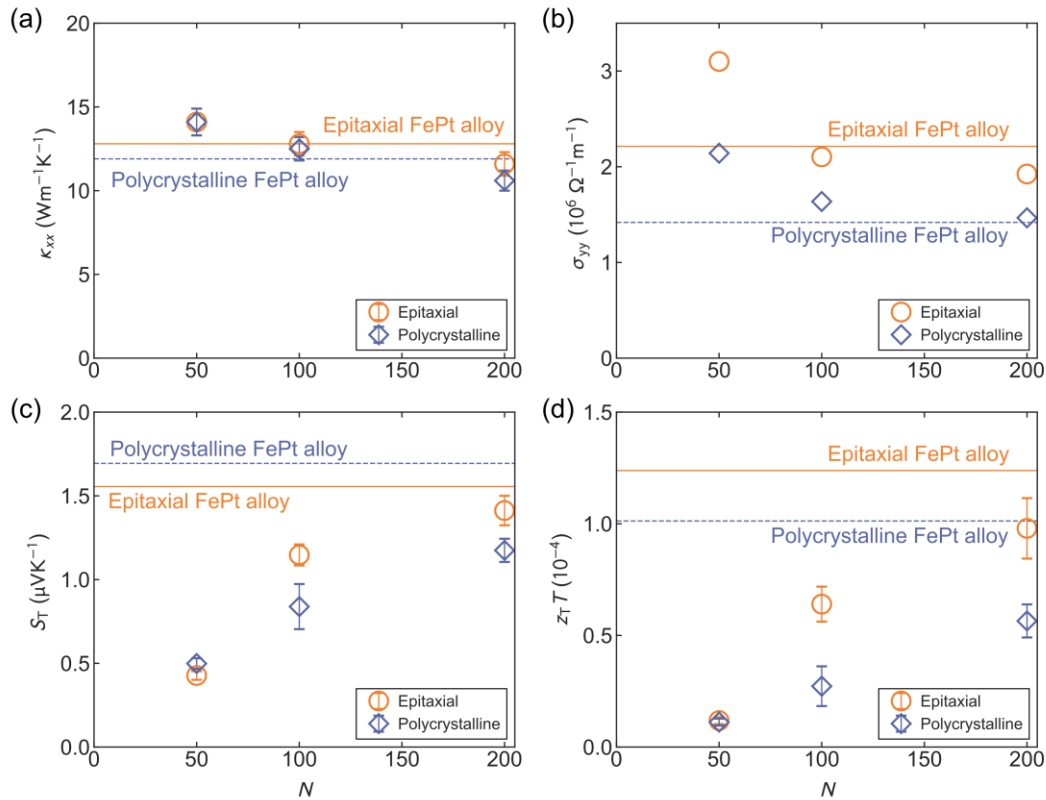 (a)
20
15
10
5
0
κxx (Wm⁻¹K⁻¹)
Epitaxial FePt alloy
Polycrystalline FePt alloy
Epitaxial
Polycrystalline
0 50 100 150 200
N
(b)
3
2
1
0
σyy (10⁶ Ω⁻¹m⁻¹)
Epitaxial FePt alloy
Polycrystalline FePt alloy
Epitaxial
Polycrystalline
0 50 100 150 200
N
(c)
2.0
1.5
1.0
0.5
0.0
S_T (μVK⁻¹)
Polycrystalline FePt alloy
Epitaxial FePt alloy
Epitaxial
Polycrystalline
0 50 100 150 200
N
(d)
1.5
1.0
0.5
0.0
z_T T (10⁻⁴)
Epitaxial FePt alloy
Polycrystalline FePt alloy
Epitaxial
Polycrystalline
0 50 100 150 200
N